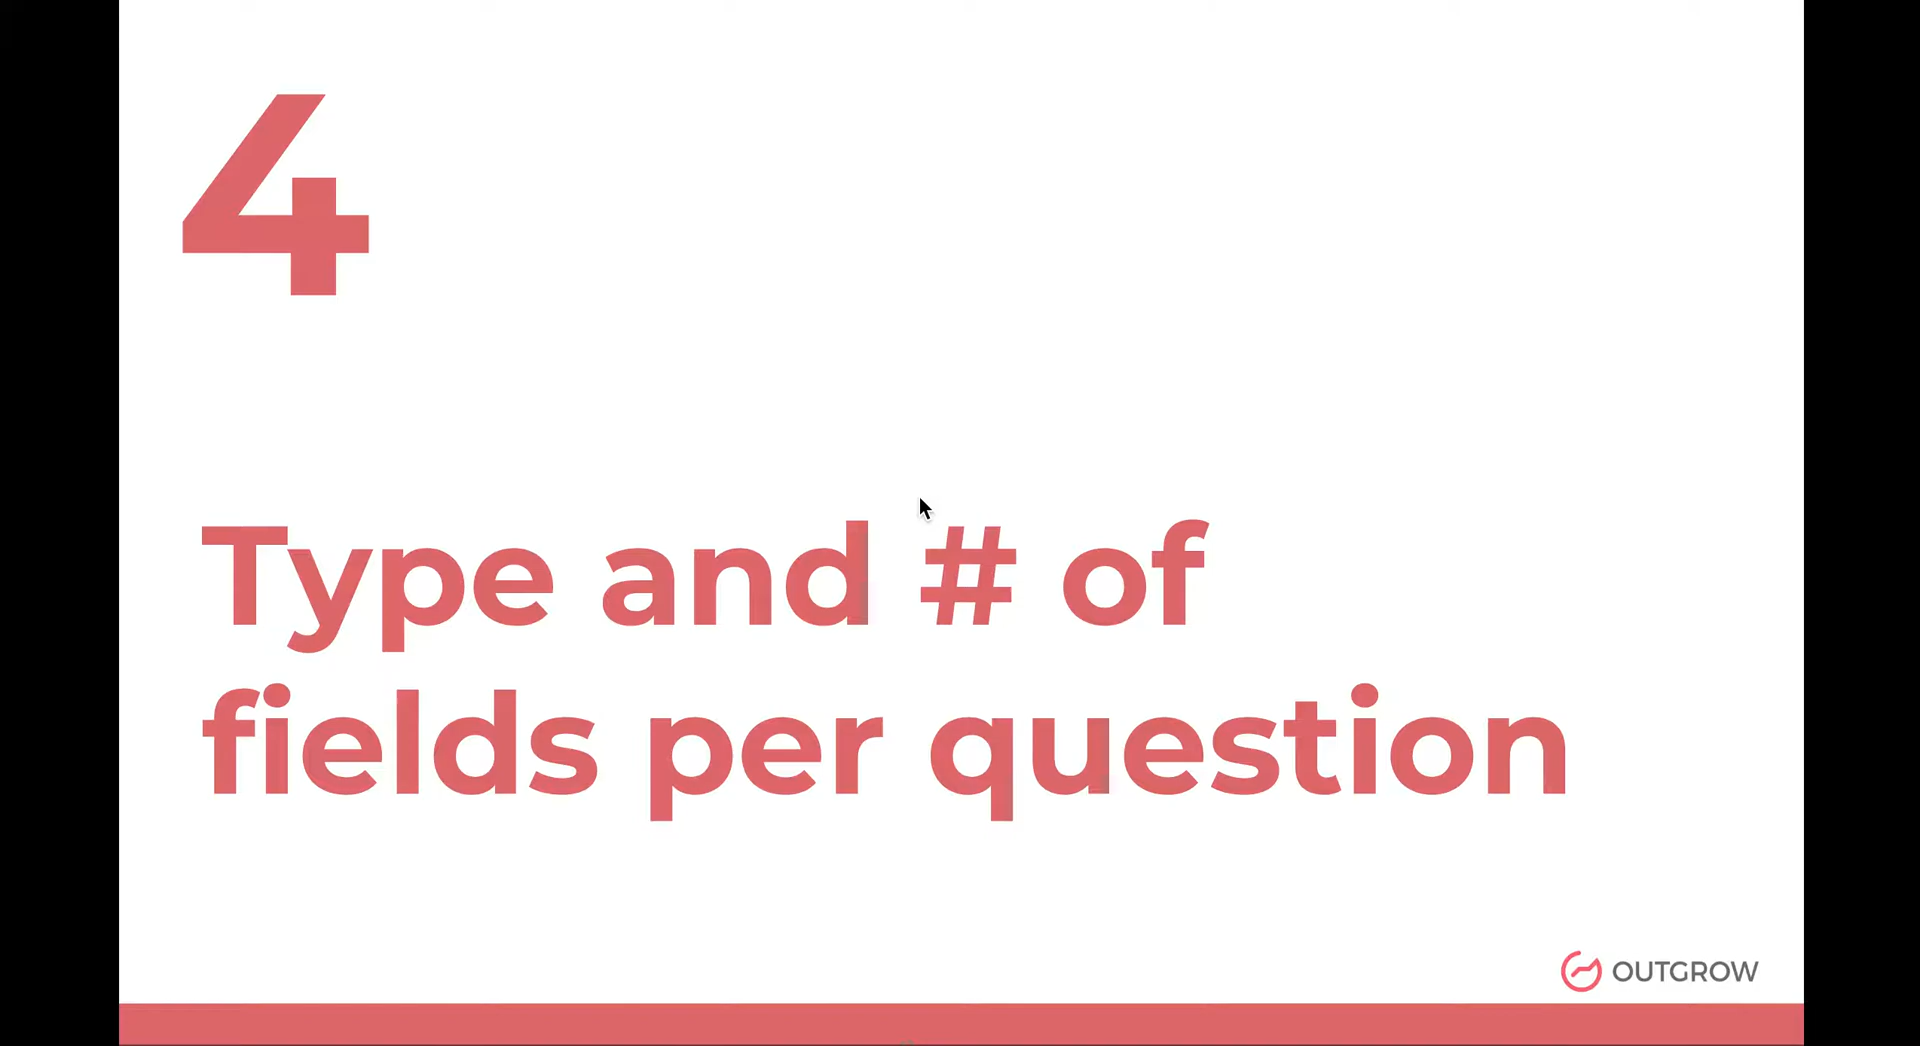 4
Type and # of
fields per question
OUTGROW